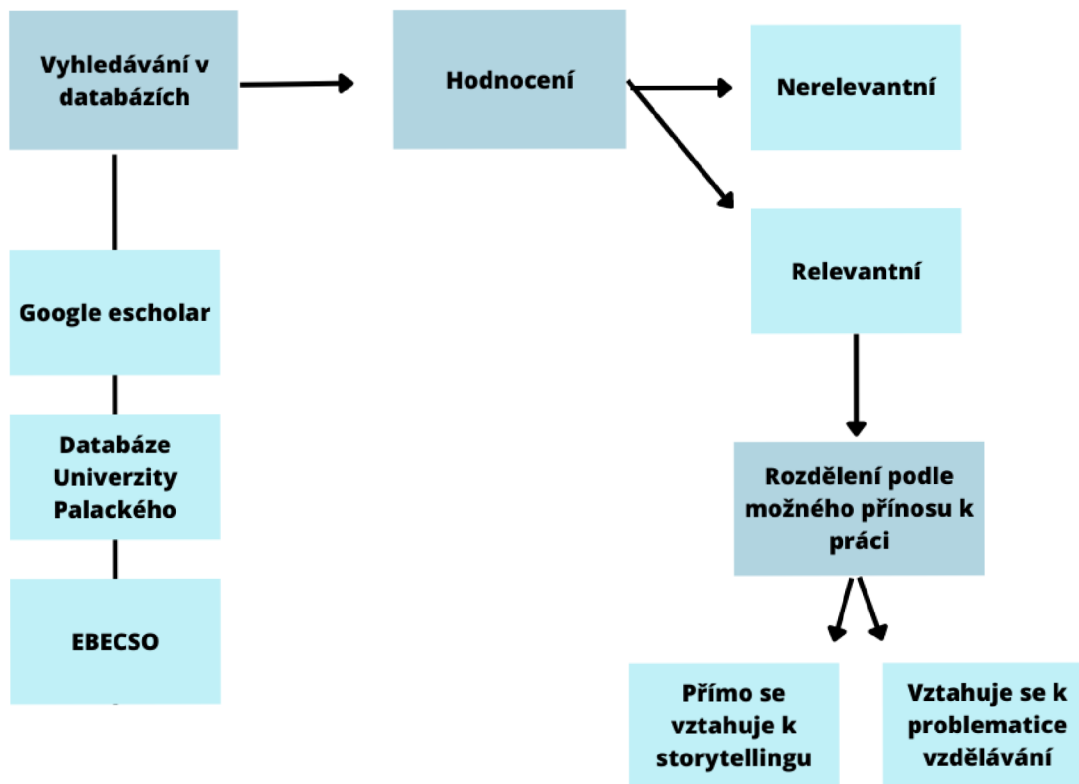 Vyhledávání v
databázích
Hodnocení
Nerelevantní
Relevantní
Google escholar
Databáze
Univerzity
Palackého
EBECSO
Rozdělení podle
možného přínosu k
práci
Přímo se
vztahuje k
storytellingu
Vztahuje se k
problematice
vzdělávání